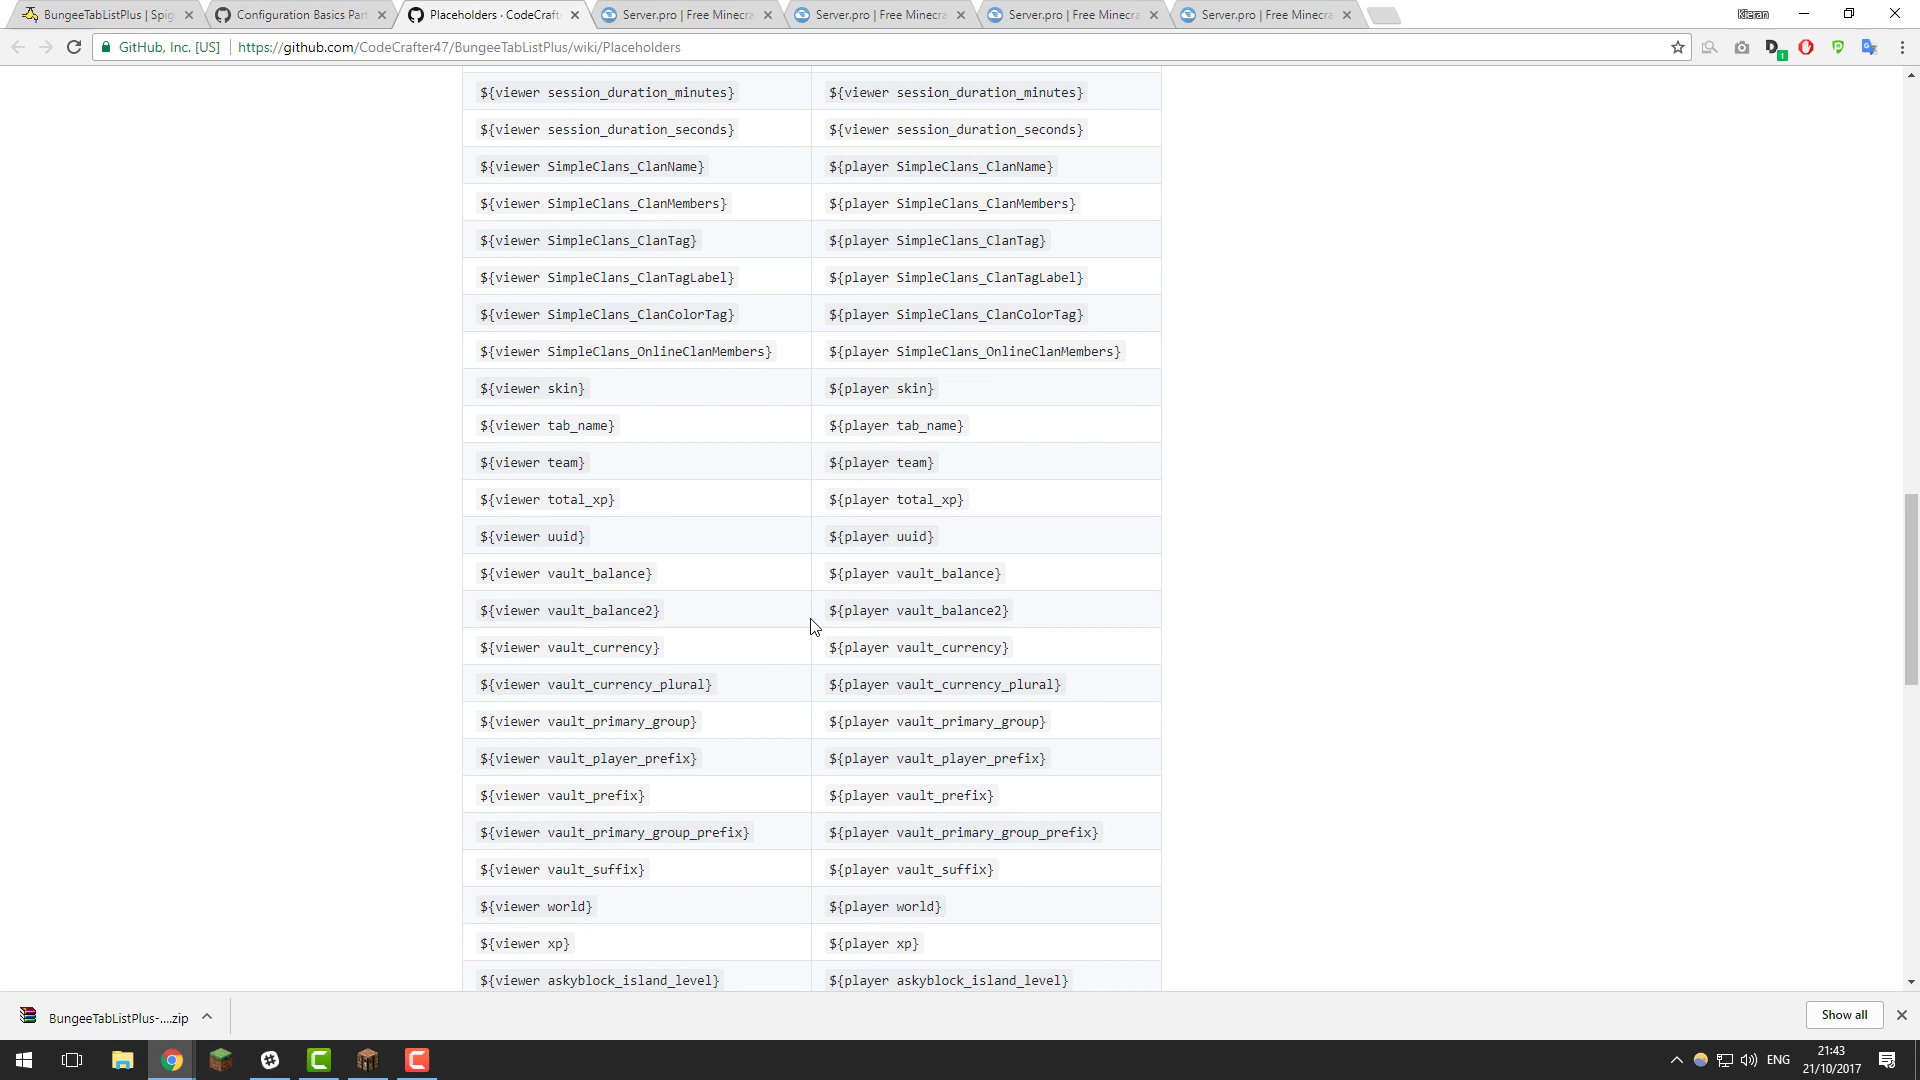 BungeeTabListPlus | Spig
Configuration Basics Part
Placeholders · CodeCraft
Server.pro | Free Minecra
Server.pro | Free Minecra
Server.pro | Free Minecra
Server.pro | Free Minecra
Kieran
GitHub, Inc. [US]
https://github.com/CodeCrafter47/BungeeTabListPlus/wiki/Placeholders
${viewer session_duration_minutes} ${viewer session_duration_minutes}
${viewer session_duration_seconds} ${viewer session_duration_seconds}
${viewer SimpleClans_ClanName} ${player SimpleClans_ClanName}
${viewer SimpleClans_ClanMembers} ${player SimpleClans_ClanMembers}
${viewer SimpleClans_ClanTag} ${player SimpleClans_ClanTag}
${viewer SimpleClans_ClanTagLabel} ${player SimpleClans_ClanTagLabel}
${viewer SimpleClans_ClanColorTag} ${player SimpleClans_ClanColorTag}
${viewer SimpleClans_OnlineClanMembers} ${player SimpleClans_OnlineClanMembers}
${viewer skin} ${player skin}
${viewer tab_name} ${player tab_name}
${viewer team} ${player team}
${viewer total_xp} ${player total_xp}
${viewer uuid} ${player uuid}
${viewer vault_balance} ${player vault_balance}
${viewer vault_balance2} ${player vault_balance2}
${viewer vault_currency} ${player vault_currency}
${viewer vault_currency_plural} ${player vault_currency_plural}
${viewer vault_primary_group} ${player vault_primary_group}
${viewer vault_player_prefix} ${player vault_player_prefix}
${viewer vault_prefix} ${player vault_prefix}
${viewer vault_primary_group_prefix} ${player vault_primary_group_prefix}
${viewer vault_suffix} ${player vault_suffix}
${viewer world} ${player world}
${viewer xp} ${player xp}
${viewer askyblock_island_level} ${player askyblock_island_level}
BungeeTabListPlus-....zip
Show all
ENG
21:43
21/10/2017